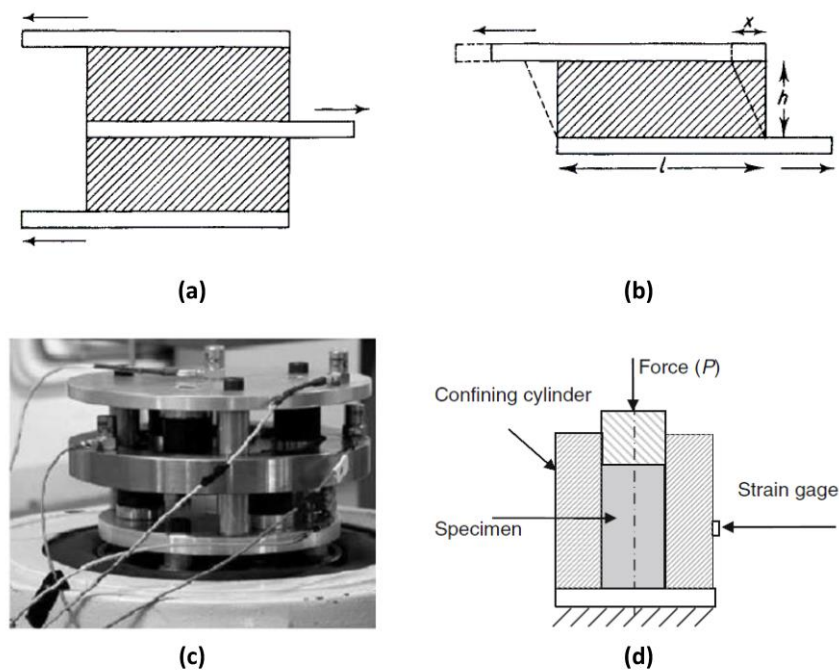 x
h
l
(a)
(b)
Force (P)
Confining cylinder
Strain gage
Specimen
(c)
(d)